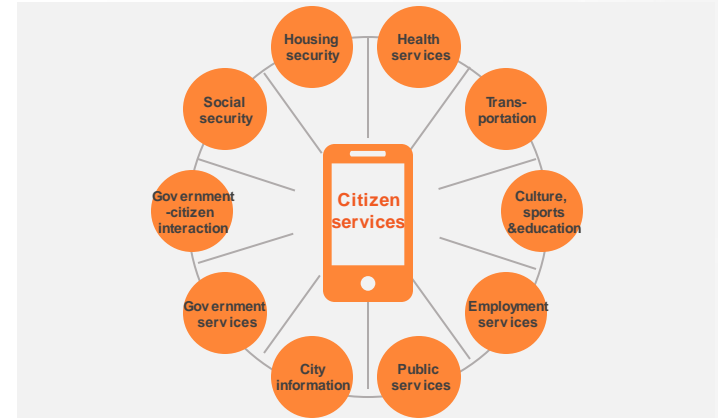 Housing
security
Health
services
Social
security
Trans-
portation
Citizen
services
Government
-citizen
interaction
Culture,
sports
&education
Government
services
Employment
services
City
information
Public
services